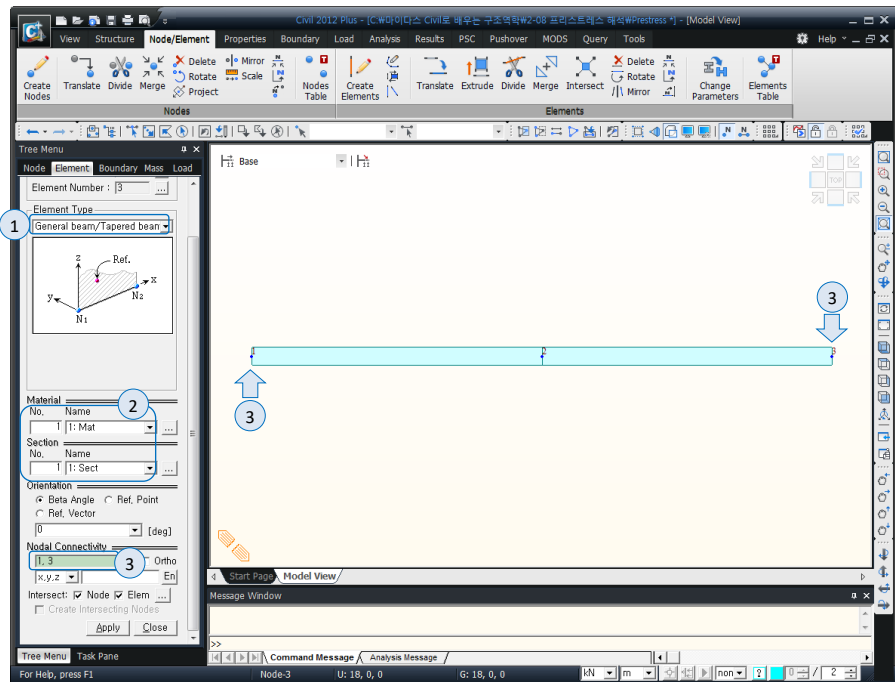 Civil 2012 Plus - [C:₩마이다스 Civil로 배우는 구조역학₩2-08 프리스트레스 해석₩Prestress *] - [Model View]
View Structure Node/Element Properties Boundary Load Analysis Results PSC Pushover MODS Query Tools Help
Create Nodes
Translate
Divide
Merge
Delete
Rotate
Project
Mirror
Scale
Nodes Table
Create Elements
Translate
Extrude
Divide
Merge
Intersect
Delete
Rotate
Mirror
Change Parameters
Elements Table
Nodes
Elements
Tree Menu
Node Element Boundary Mass Load
Element Number : 3 ...
Element Type
1
General beam/Tapered bean
z
Ref.
x
y
N2
N1
Material
2
No. Name
1 1: Mat ...
Section
No. Name
1 1: Sect ...
Orientation
Beta Angle Ref. Point
Ref. Vector
0 [deg]
Nodal Connectivity
1, 3 Ortho
3
x,y,z En
Intersect: Node Elem ...
Create Intersecting Nodes
Apply Close
Tree Menu Task Pane
Base
TOP
3
1 2 3
3
Start Page Model View
Message Window
>>
Command Message Analysis Message
For Help, press F1 Node-3 U: 18, 0, 0 G: 18, 0, 0 kN m non ? 0 / 2